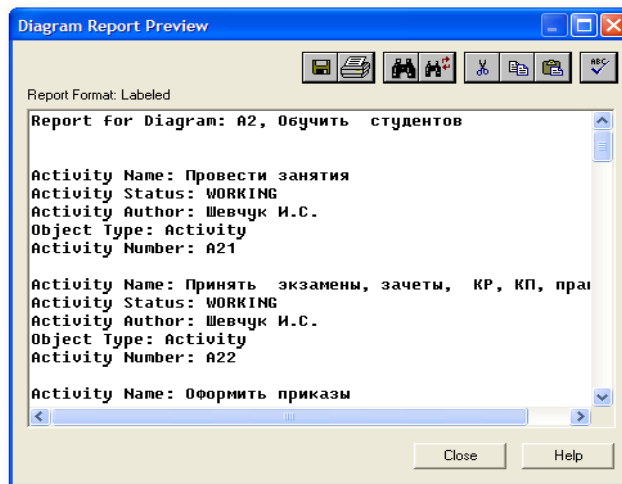 Diagram Report Preview
ABC
Report Format: Labeled
Report for Diagram: A2, Обучить  студентов
Activity Name: Провести занятия
Activity Status: WORKING
Activity Author: Шевчук И.С.
Object Type: Activity
Activity Number: A21
Activity Name: Принять  экзамены, зачеты,  КР, КП,
Activity Status: WORKING
Activity Author: Шевчук И.С.
Object Type: Activity
Activity Number: A22
Activity Name: Оформить приказы
Close Help